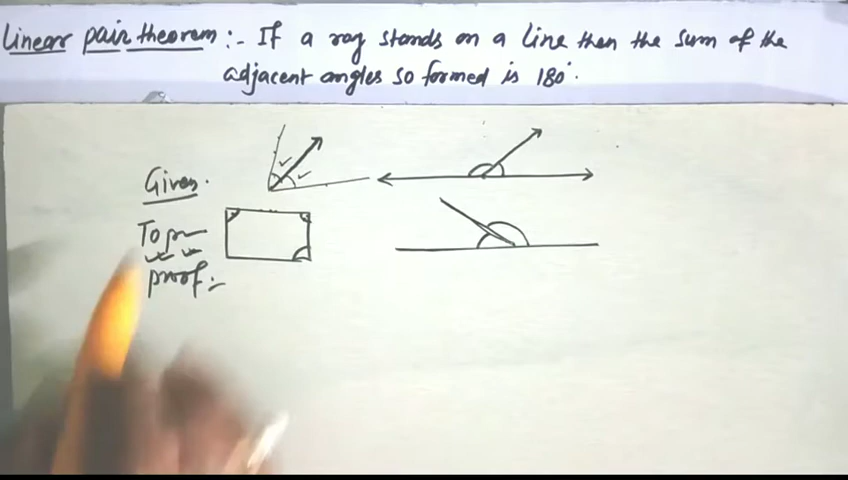 Linear pair theorem :- If a ray stands on a line then the sum of the
adjacent angles so formed is 180°.
Given.
To
proof :-